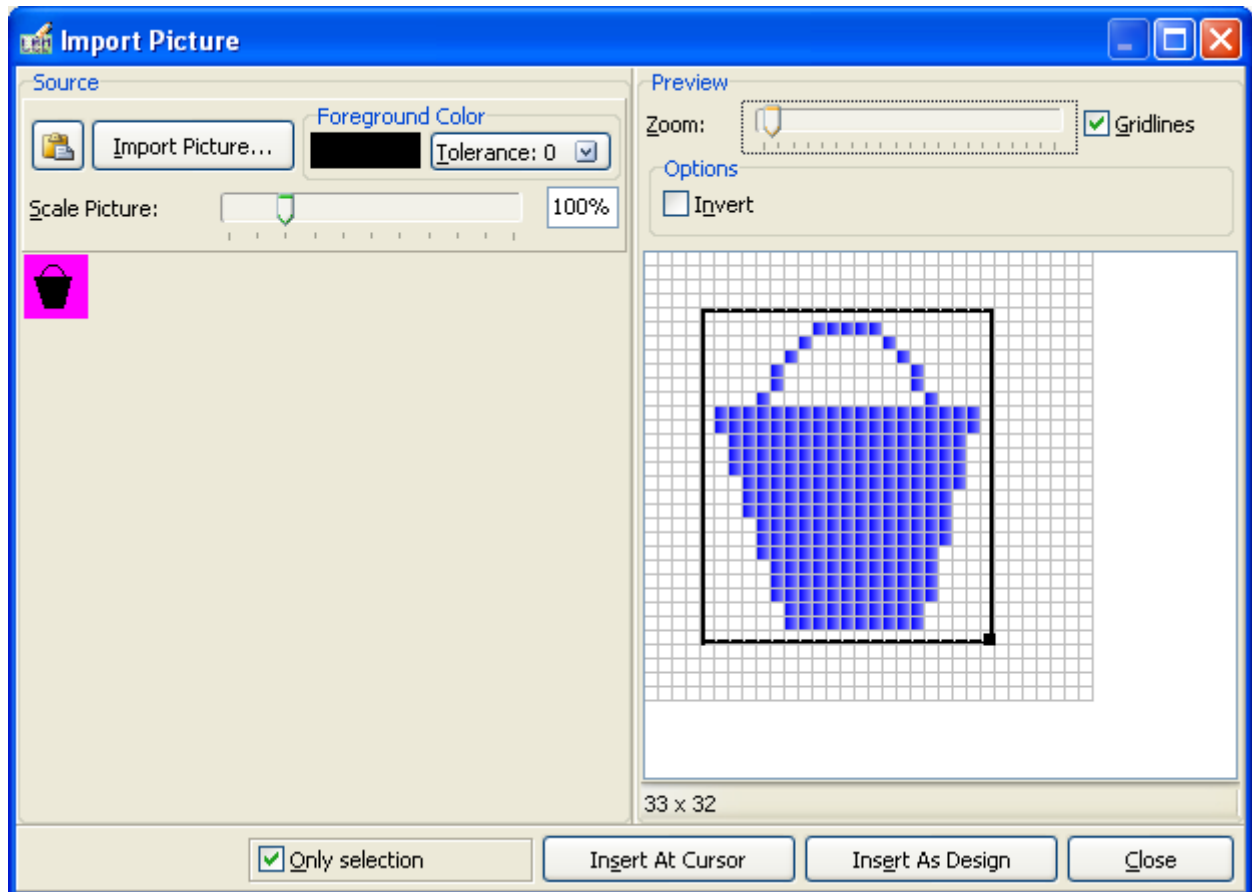 Import Picture
Source
Import Picture...
Foreground Color
Tolerance: 0
Scale Picture:
100%
Preview
Zoom:
Gridlines
Options
Invert
33 x 32
Only selection
Insert At Cursor
Insert As Design
Close